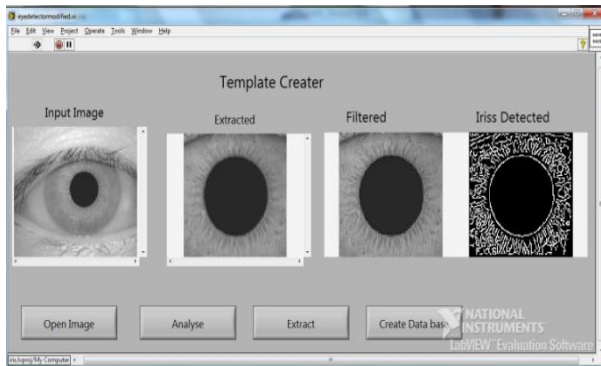 eyedetectormodified.vi
File Edit View Project Operate Tools Window Help
Template Creater
Input Image
Extracted
Filtered
Iriss Detected
Open Image
Analyse
Extract
Create Data base
NATIONAL
INSTRUMENTS
LabVIEW Evaluation Software
iris.lvproj/My Computer